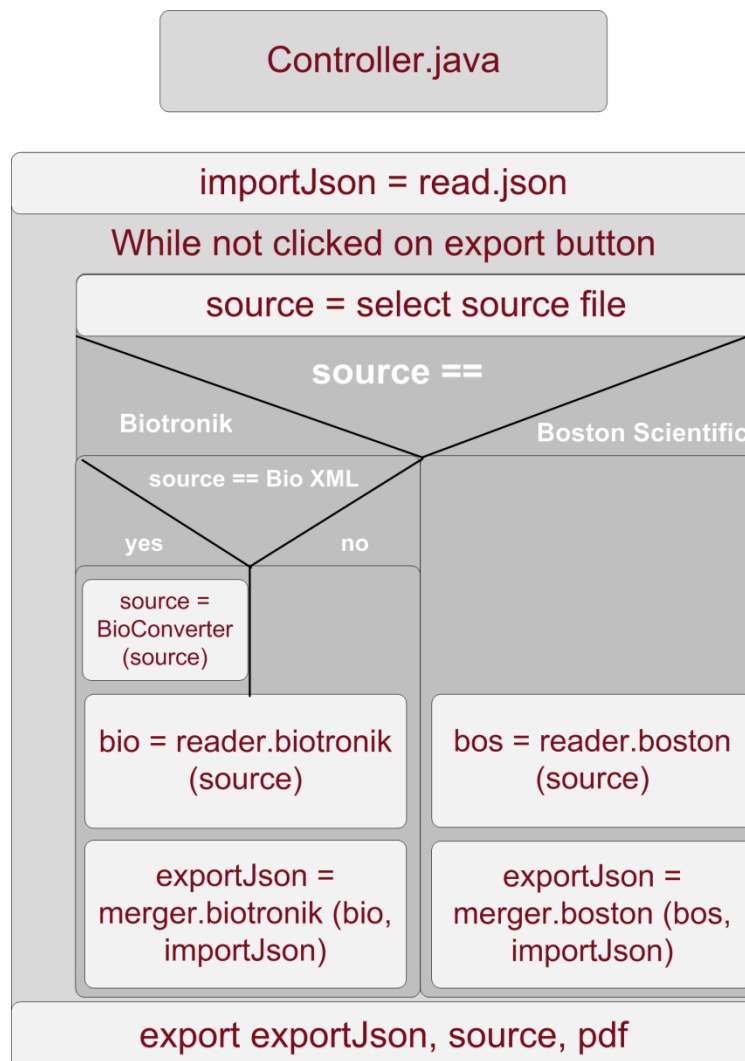 Controller.java
importJson = read.json
While not clicked on export button
source = select source file
source ==
Biotronik
Boston Scientific
source == Bio XML
yes
no
source =
BioConverter
(source)
bio = reader.biotronik
(source)
bos = reader.boston
(source)
exportJson =
merger.biotronik (bio,
importJson)
exportJson =
merger.boston (bos,
importJson)
export exportJson, source, pdf